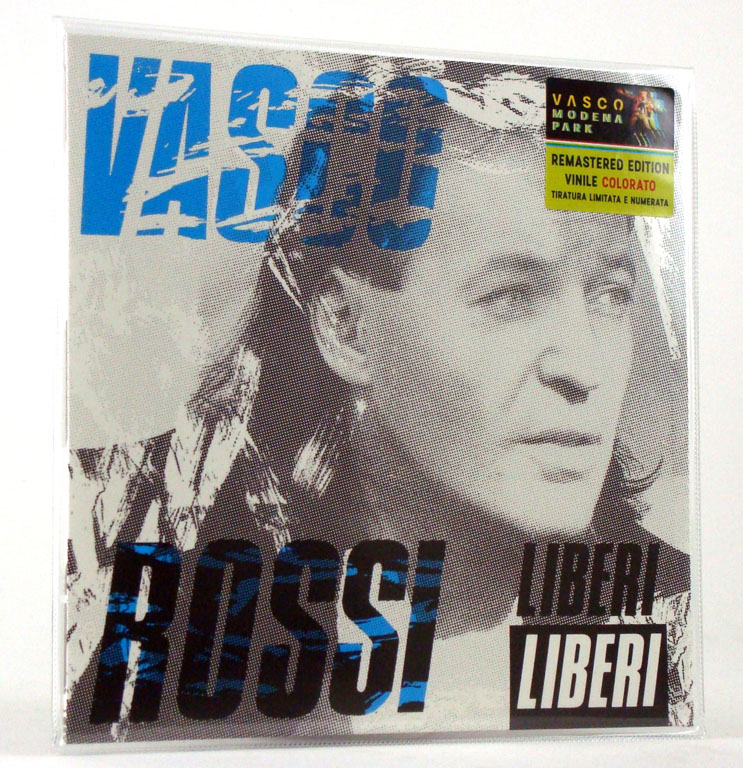 VASCO
VASCO
MODENA
PARK
REMASTERED EDITION
VINILE COLORATO
TIRATURA LIMITATA E NUMERATA
ROSSI
LIBERI
LIBERI